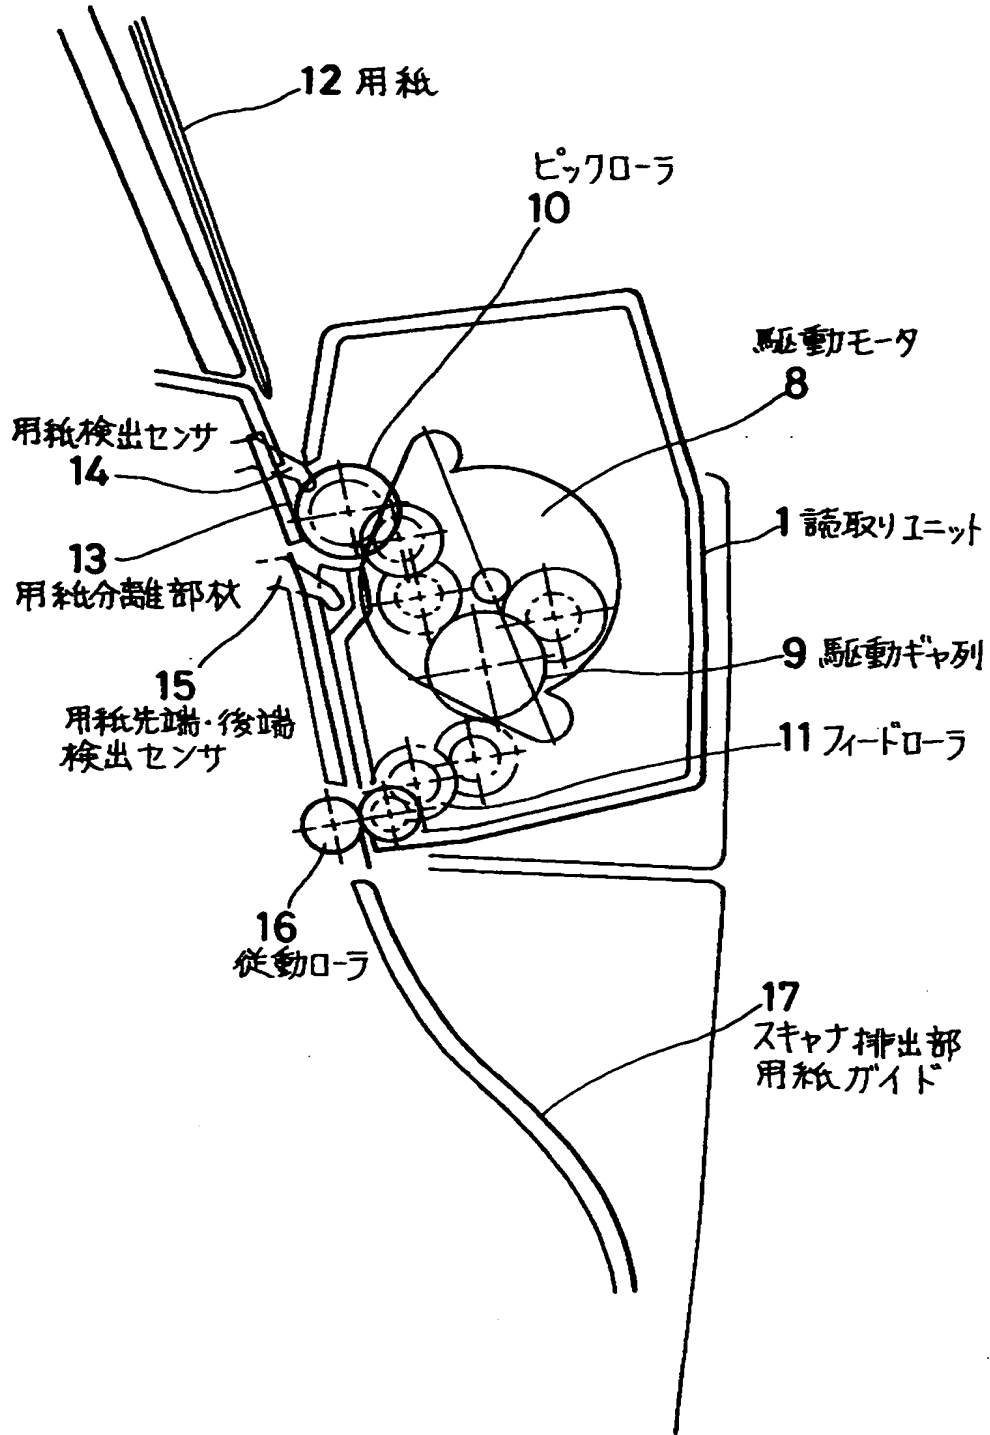 12 用紙
ピックローラ
10
駆動モータ
8
用紙検出センサ
14
1 読取りユニット
13
用紙分離部材
9 駆動ギャ列
15
用紙先端・後端
検出センサ
11 フィードローラ
16
従動ローラ
17
スキャナ排出部
用紙ガイド